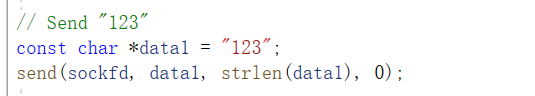 // Send "123"
const char *data1 = "123";
send(sockfd, data1, strlen(data1), 0);